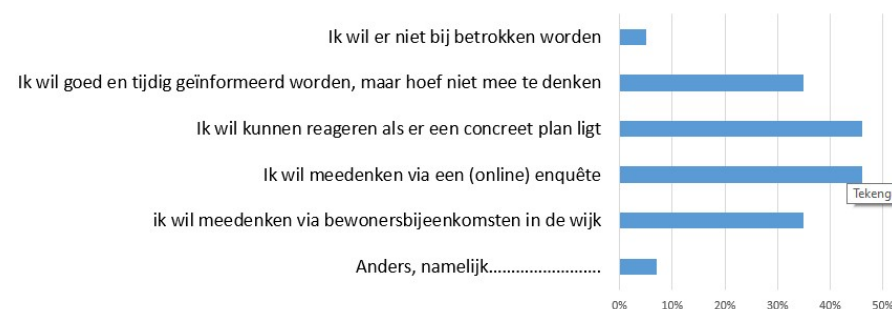 Ik wil er niet bij betrokken worden
Ik wil goed en tijdig geïnformeerd worden, maar hoef niet mee te denken
Ik wil kunnen reageren als er een concreet plan ligt
Ik wil meedenken via een (online) enquête
Tekeng
ik wil meedenken via bewonersbijeenkomsten in de wijk
Anders, namelijk.........................
0% 10% 20% 30% 40% 50%